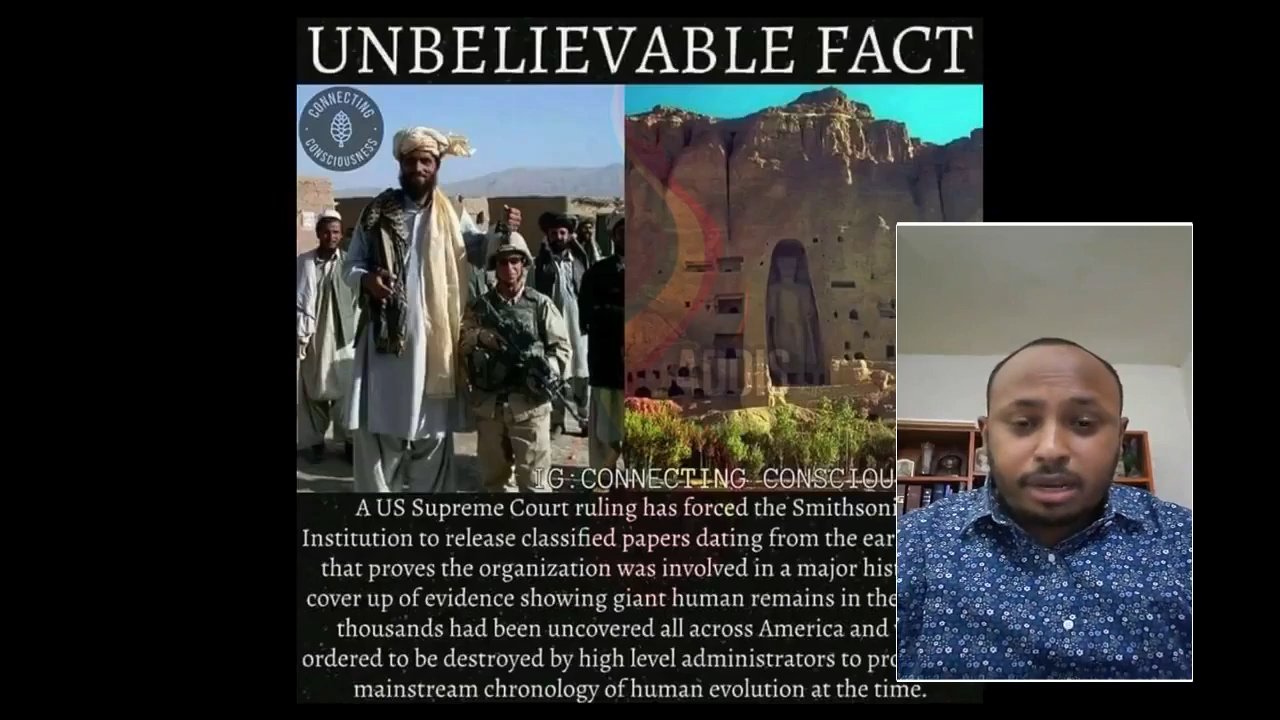 UNBELIEVABLE FACT
CONNECTING
CONSCIOUSNESS
ADDIS
IG:CONNECTING CONSCIOU
A US Supreme Court ruling has forced the Smithsoni
Institution to release classified papers dating from the ear
that proves the organization was involved in a major hist
cover up of evidence showing giant human remains in the
thousands had been uncovered all across America and
ordered to be destroyed by high level administrators to pro
mainstream chronology of human evolution at the time.